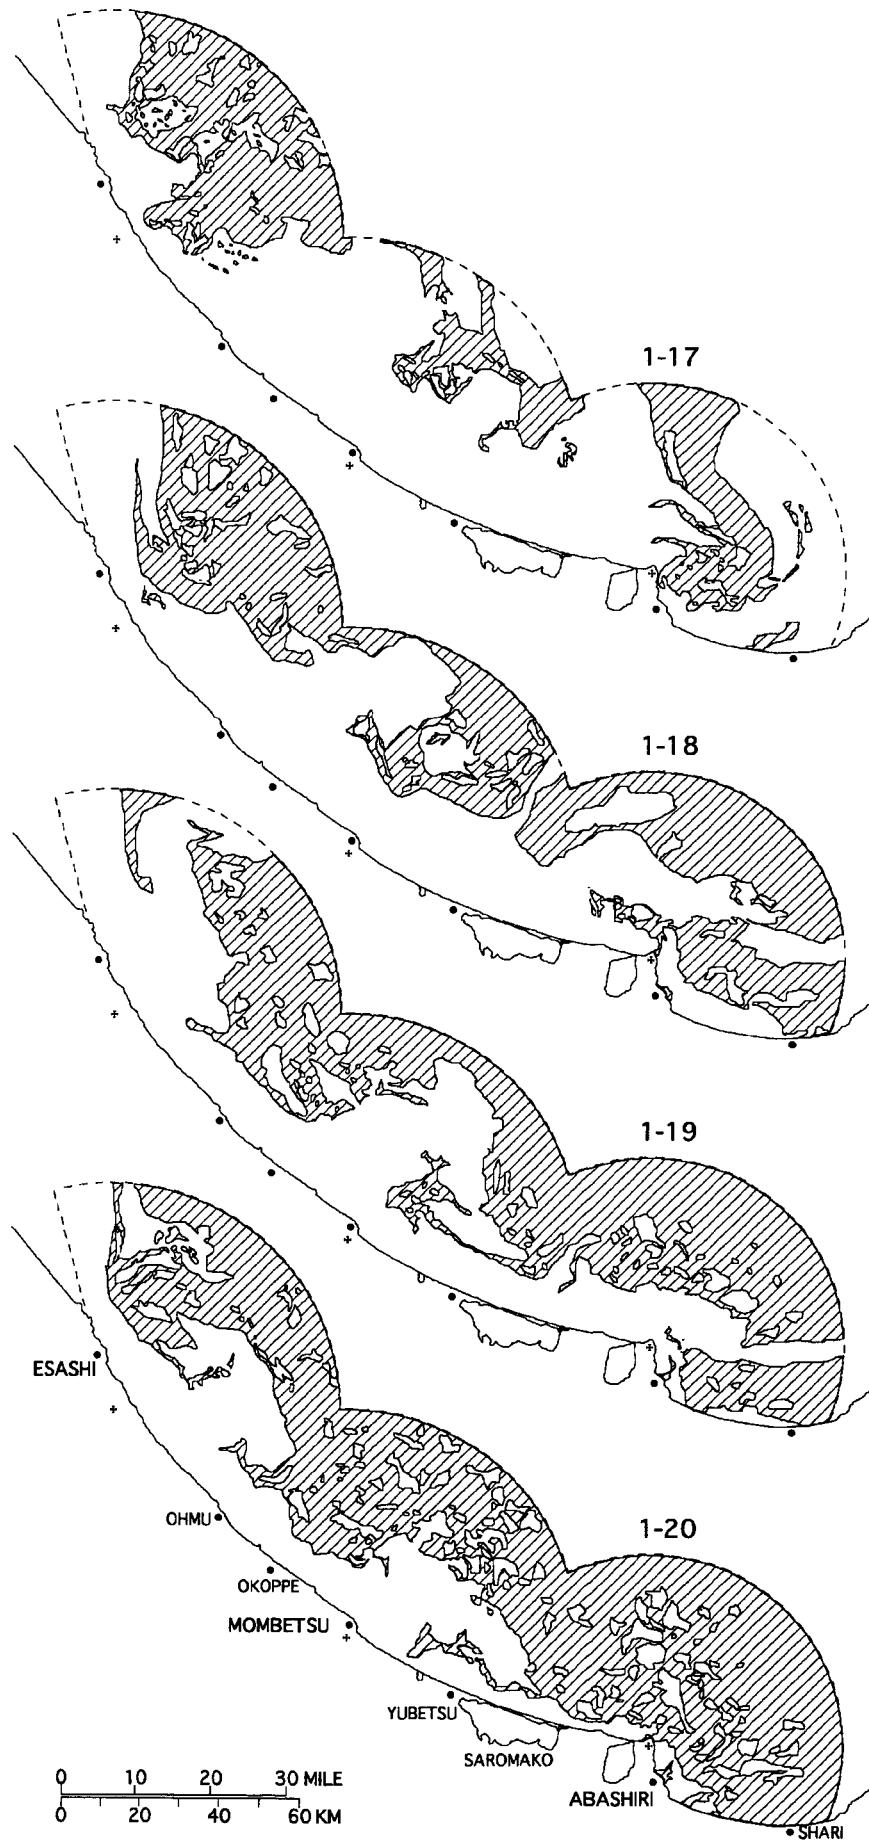 1-17
1-18
1-19
1-20
ESASHI
OHMU
OKOPPE
MOMBETSU
YUBETSU
SAROMAKO
ABASHIRI
SHARI
0 10 20 30 MILE
0 20 40 60 KM